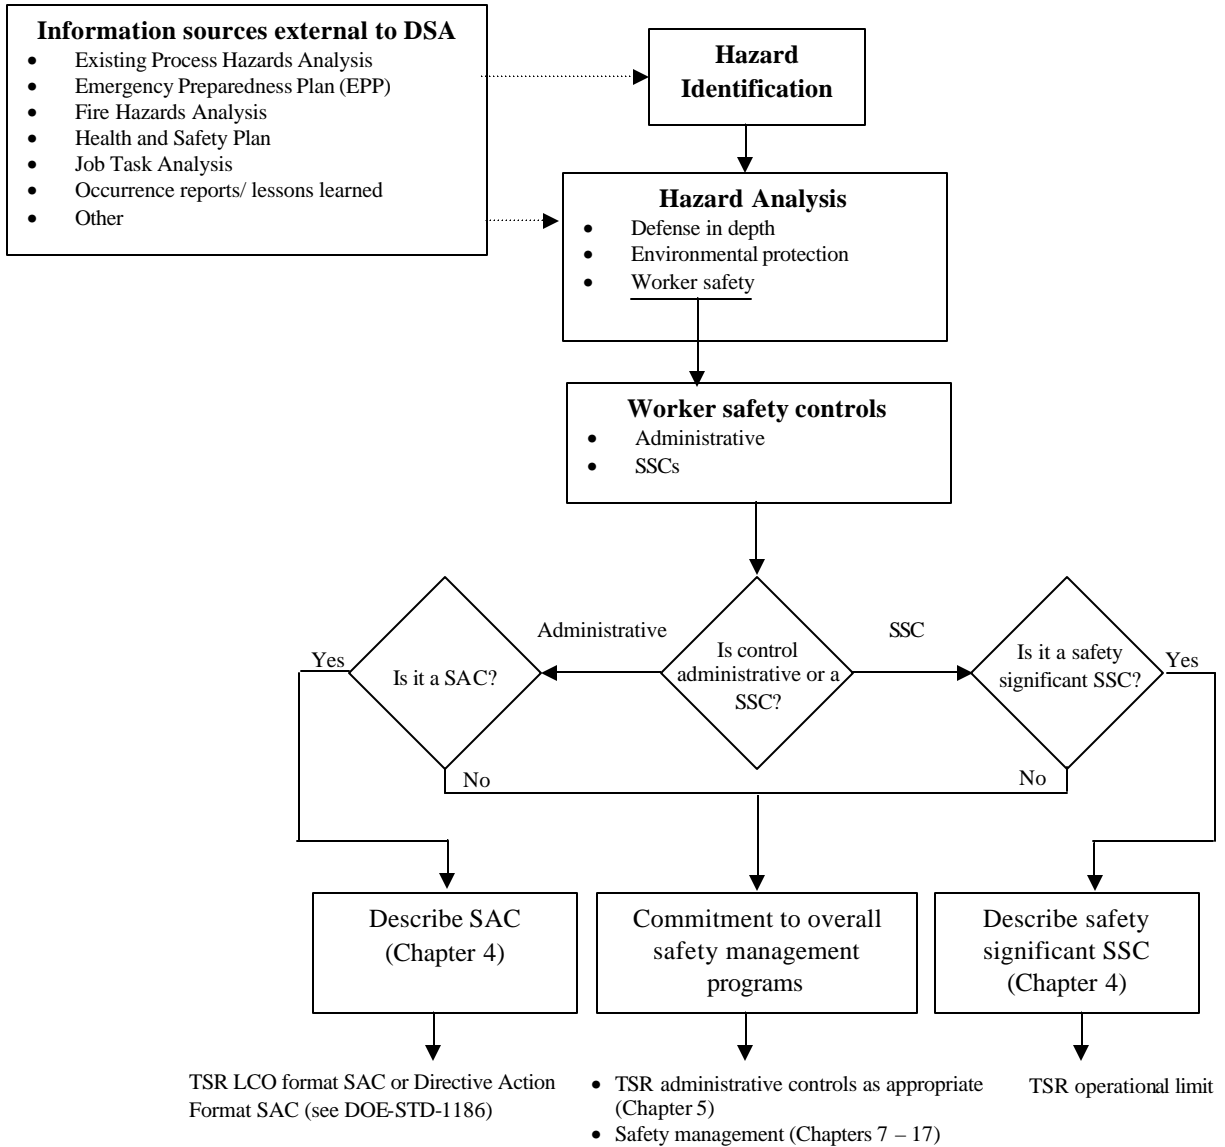 Information sources external to DSA
• Existing Process Hazards Analysis
• Emergency Preparedness Plan (EPP)
• Fire Hazards Analysis
• Health and Safety Plan
• Job Task Analysis
• Occurrence reports/ lessons learned
• Other
Hazard
Identification
Hazard Analysis
• Defense in depth
• Environmental protection
• Worker safety
Worker safety controls
• Administrative
• SSCs
Administrative
SSC
Yes
Is it a SAC?
Is control
administrative or a
SSC?
Is it a safety
significant SSC?
Yes
No
No
Describe SAC
(Chapter 4)
Commitment to overall
safety management
programs
Describe safety
significant SSC
(Chapter 4)
TSR LCO format SAC or Directive Action
Format SAC (see DOE-STD-1186)
• TSR administrative controls as appropriate
(Chapter 5)
• Safety management (Chapters 7 – 17)
TSR operational limit